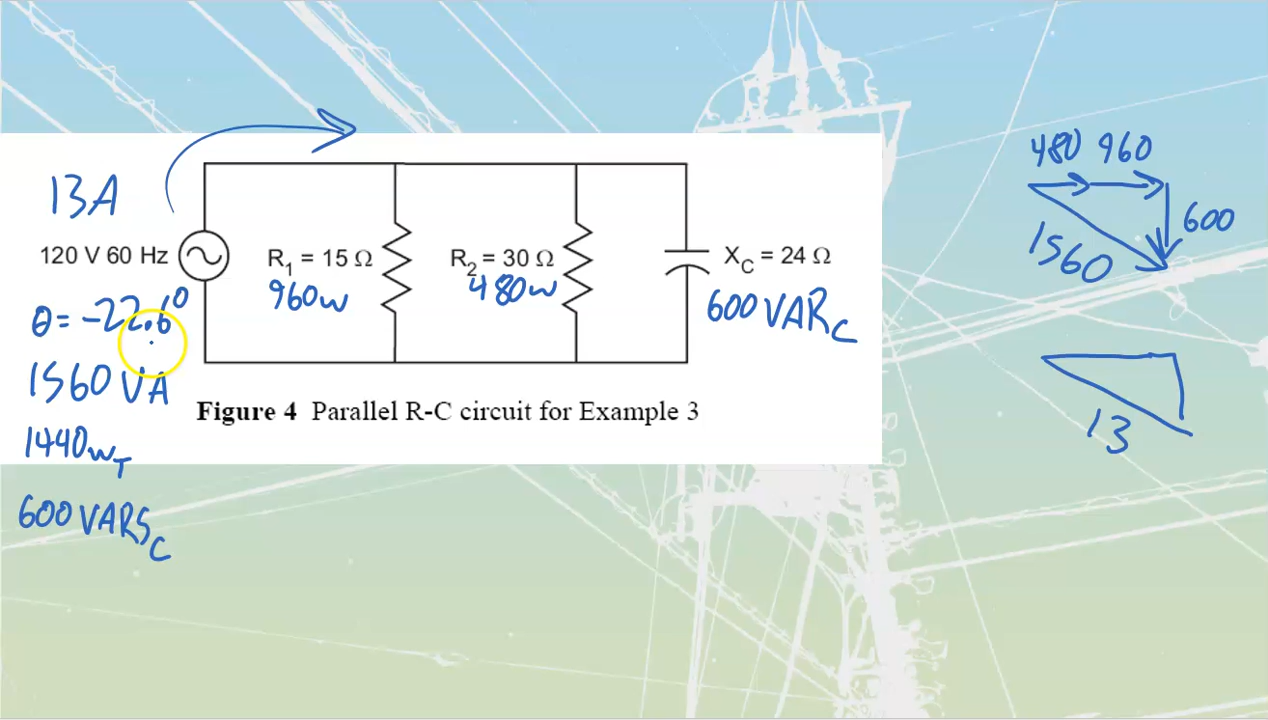 480 960
600
1560
13A
120 V 60 Hz
R1 = 15 Ω
960w
R2 = 30 Ω
480w
XC = 24 Ω
600 VARC
θ = -22.6°
1560 VA
1440wT
600 VARSC
Figure 4 Parallel R-C circuit for Example 3
13